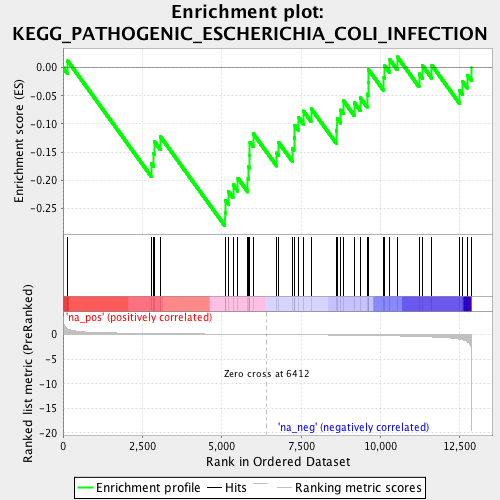 Enrichment plot:
KEGG_PATHOGENIC_ESCHERICHIA_COLI_INFECTION
Enrichment score (ES)
0.00
-0.05
-0.10
-0.15
-0.20
-0.25
'na_pos' (positively correlated)
Ranked list metric (PreRanked)
0
-5
-10
-15
-20
Zero cross at 6412
'na_neg' (negatively correlated)
0
2,500
5,000
7,500
10,000
12,500
Rank in Ordered Dataset
Enrichment profile
Hits
Ranking metric scores